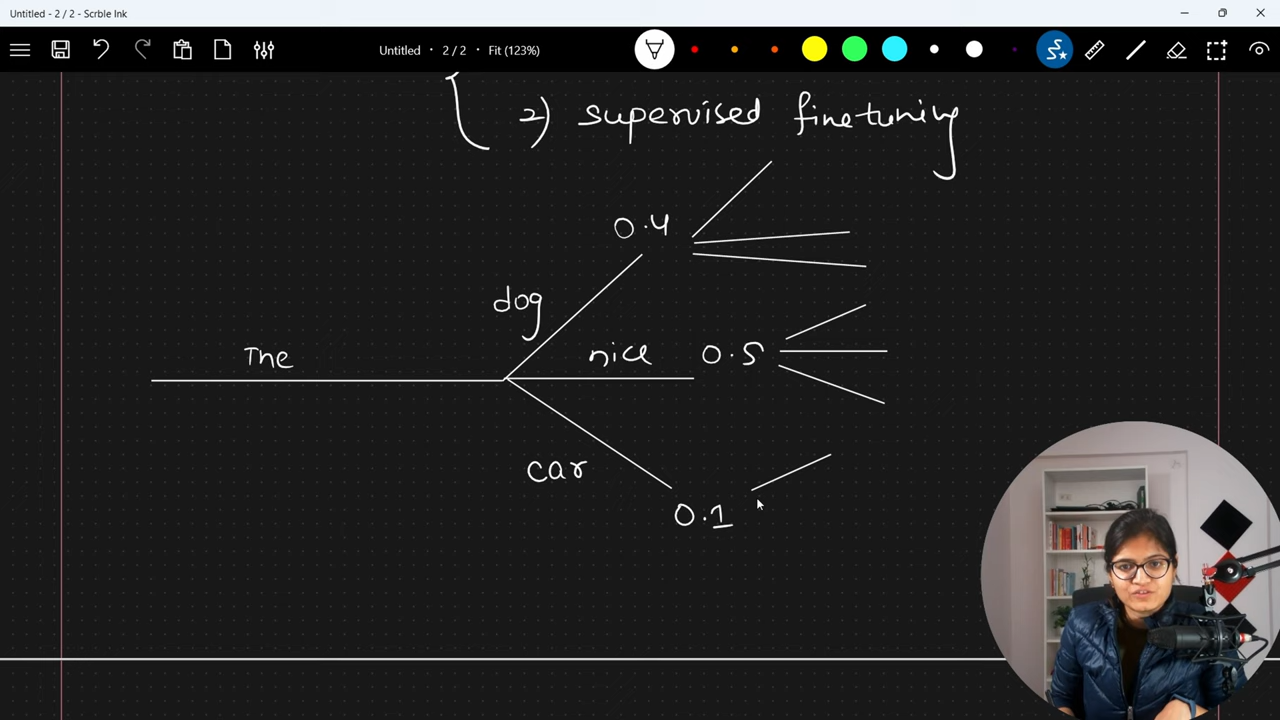 Untitled - 2 / 2 - Scrble Ink
Untitled • 2 / 2 • Fit (123%)
2) supervised finetuning
0.4
dog
The
nice 0.5
car
0.1